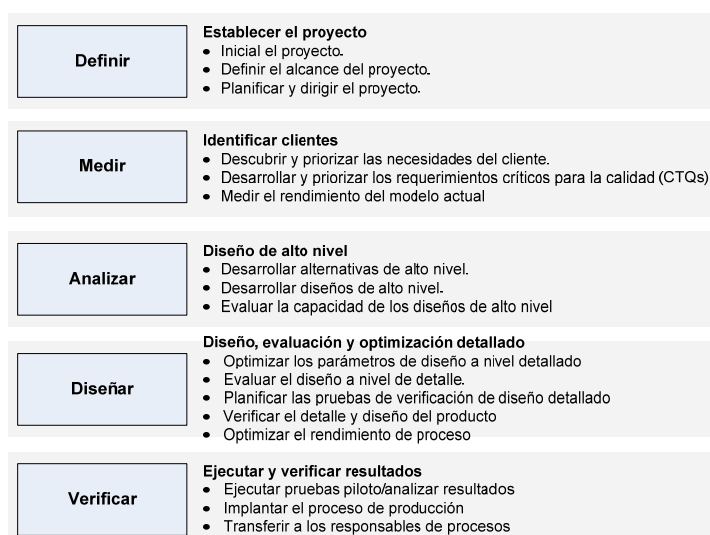 Definir
Establecer el proyecto
• Inicial el proyecto.
• Definir el alcance del proyecto.
• Planificar y dirigir el proyecto.
Medir
Identificar clientes
• Descubrir y priorizar las necesidades del cliente.
• Desarrollar y priorizar los requerimientos críticos para la calidad (CTQs)
• Medir el rendimiento del modelo actual
Analizar
Diseño de alto nivel
• Desarrollar alternativas de alto nivel.
• Desarrollar diseños de alto nivel.
• Evaluar la capacidad de los diseños de alto nivel
Diseñar
Diseño, evaluación y optimización detallado
• Optimizar los parámetros de diseño a nivel detallado
• Evaluar el diseño a nivel de detalle.
• Planificar las pruebas de verificación de diseño detallado
• Verificar el detalle y diseño del producto
• Optimizar el rendimiento de proceso
Verificar
Ejecutar y verificar resultados
• Ejecutar pruebas piloto/analizar resultados
• Implantar el proceso de producción
• Transferir a los responsables de procesos